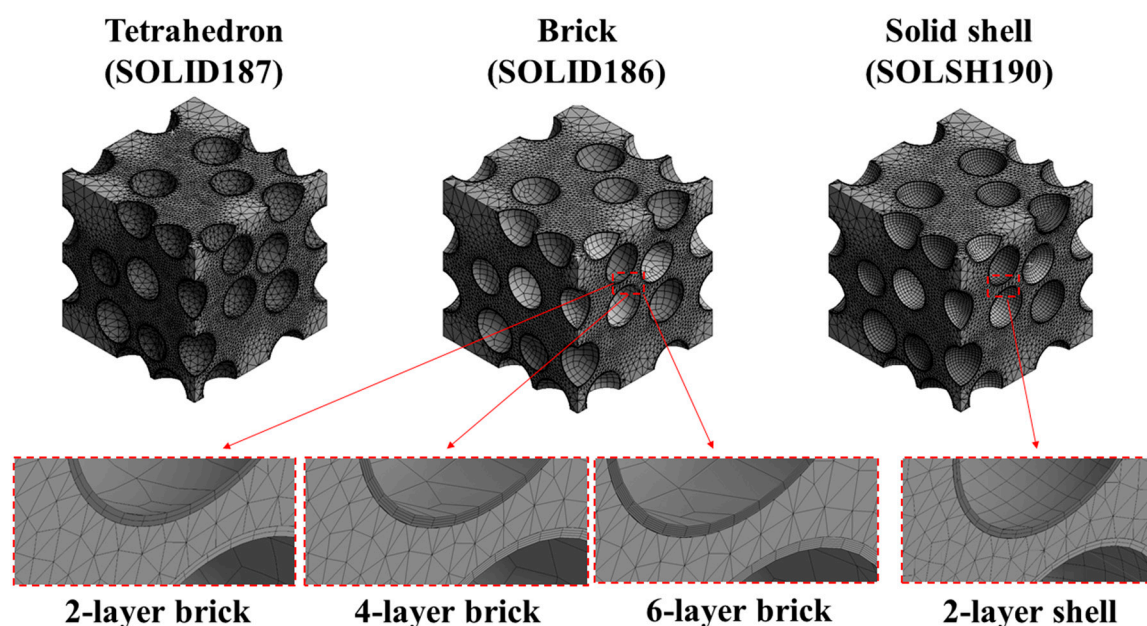 Tetrahedron
(SOLID187)
Brick
(SOLID186)
Solid shell
(SOLSH190)
2-layer brick
4-layer brick
6-layer brick
2-layer shell